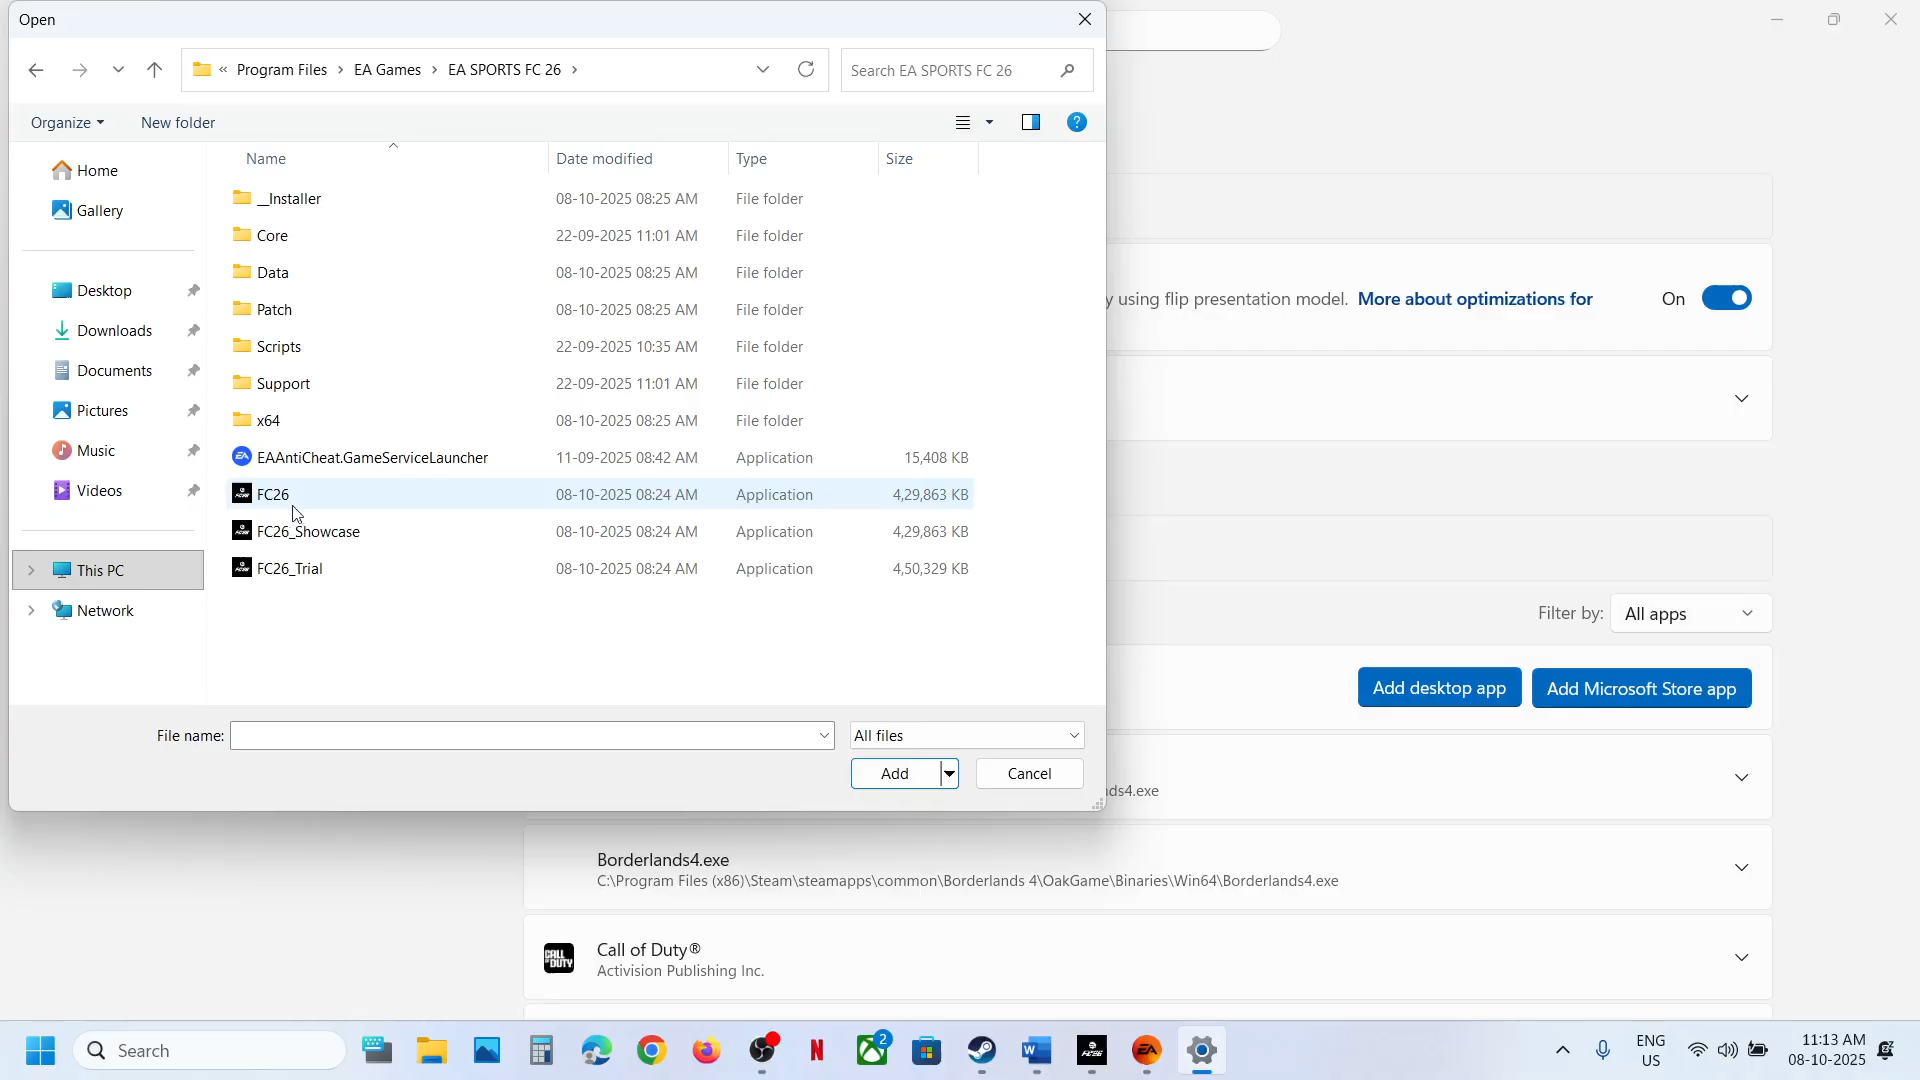 Open
« Program Files › EA Games › EA SPORTS FC 26 ›
Search EA SPORTS FC 26
Organize
New folder
?
Home
Gallery
Desktop
Downloads
Documents
Pictures
Music
Videos
This PC
Network
Name Date modified Type Size
__Installer 08-10-2025 08:25 AM File folder
Core 22-09-2025 11:01 AM File folder
Data 08-10-2025 08:25 AM File folder
Patch 08-10-2025 08:25 AM File folder
Scripts 22-09-2025 10:35 AM File folder
Support 22-09-2025 11:01 AM File folder
x64 08-10-2025 08:25 AM File folder
EAAntiCheat.GameServiceLauncher 11-09-2025 08:42 AM Application 15,408 KB
FC26 08-10-2025 08:24 AM Application 4,29,863 KB
FC26_Showcase 08-10-2025 08:24 AM Application 4,29,863 KB
FC26_Trial 08-10-2025 08:24 AM Application 4,50,329 KB
File name:
All files
Add
Cancel
y using flip presentation model. More about optimizations for
On
Filter by: All apps
Add desktop app
Add Microsoft Store app
ds4.exe
Borderlands4.exe
C:\Program Files (x86)\Steam\steamapps\common\Borderlands 4\OakGame\Binaries\Win64\Borderlands4.exe
CALL OF DUTY
Call of Duty®
Activision Publishing Inc.
Search
N
2
W
FC26
EA
ENG
US
11:13 AM
08-10-2025